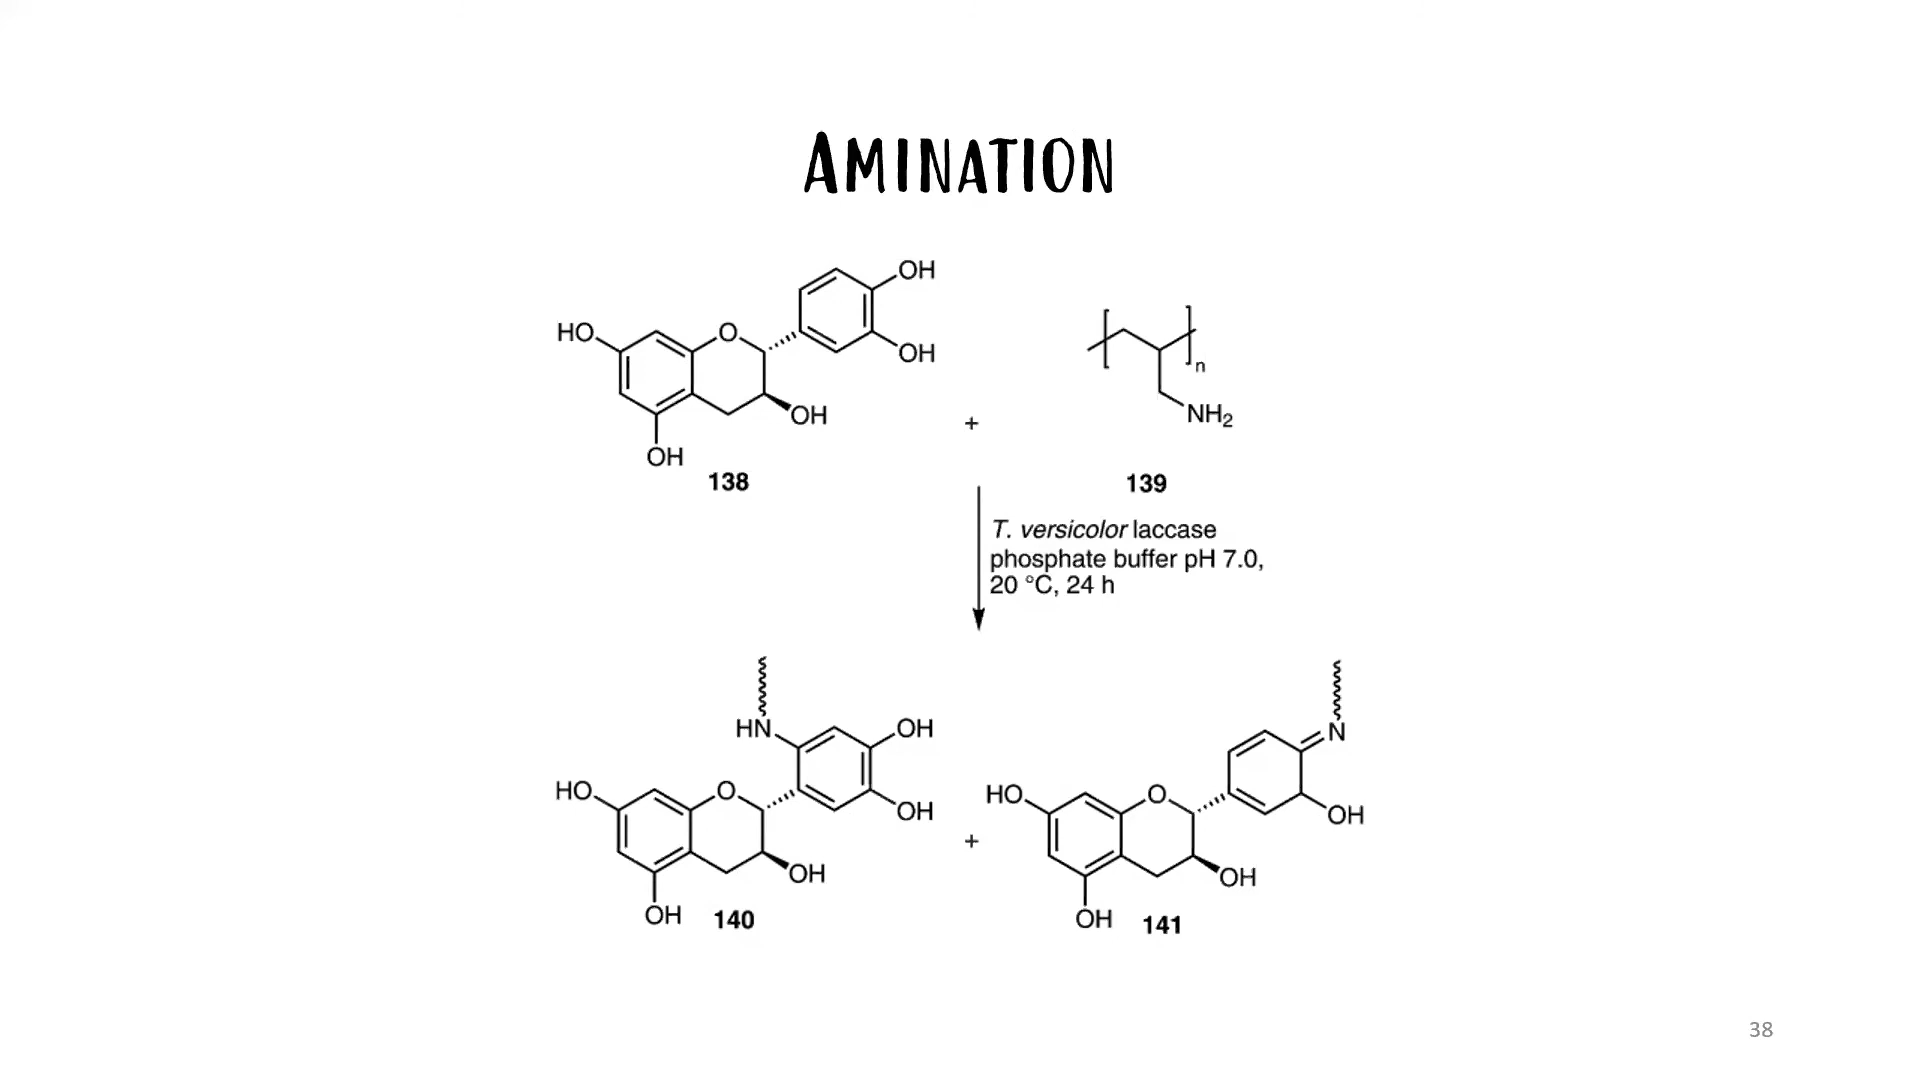 AMINATION
OH
HO
O
OH
OH
OH
138
+
n
NH2
139
T. versicolor laccase
phosphate buffer pH 7.0,
20 °C, 24 h
HN
OH
HO
O
OH
OH
OH
140
+
N
HO
O
OH
OH
OH
141
38